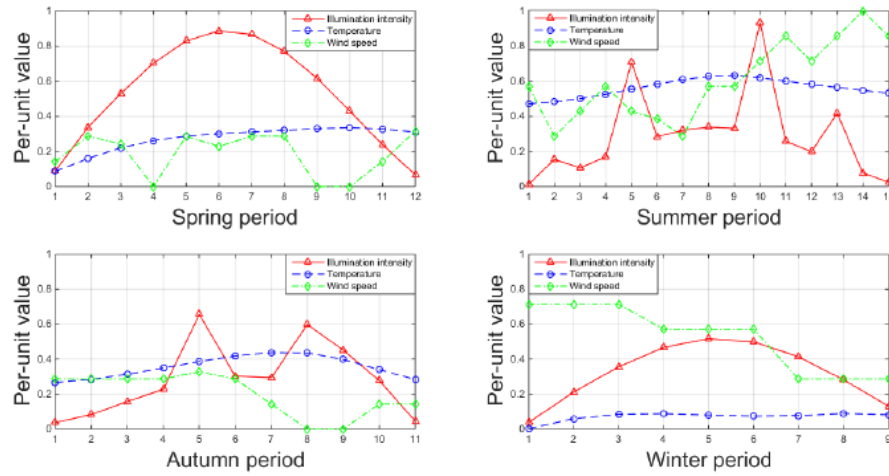 Illumination intensity
Temperature
Wind speed
Per-unit value
1
0.8
0.6
0.4
0.2
0
1 2 3 4 5 6 7 8 9 10 11 12
Spring period
Illumination intensity
Temperature
Wind speed
Per-unit value
1
0.8
0.6
0.4
0.2
0
1 2 3 4 5 6 7 8 9 10 11 12 13 14
Summer period
Illumination intensity
Temperature
Wind speed
Per-unit value
1
0.8
0.6
0.4
0.2
0
1 2 3 4 5 6 7 8 9 10 11
Autumn period
Illumination intensity
Temperature
Wind speed
Per-unit value
1
0.8
0.6
0.4
0.2
0
1 2 3 4 5 6 7 8 9
Winter period